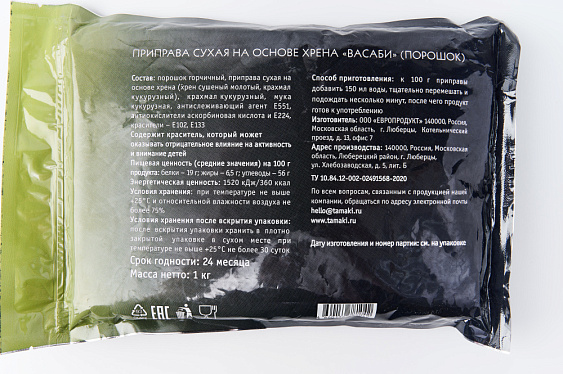 ПРИПРАВА СУХАЯ НА ОСНОВЕ ХРЕНА «ВАСАБИ» (ПОРОШОК)
Состав: порошок горчичный, приправа сухая на
основе хрена (хрен сушеный молотый, крахмал
кукурузный), крахмал кукурузный, мука
кукурузная, антислеживающий агент Е551,
антиокислители аскорбиновая кислота и Е224,
красители – Е102, Е133
Содержит краситель, который может
оказывать отрицательное влияние на активность
и внимание детей
Пищевая ценность (средние значения) на 100 г
продукта: белки – 19 г; жиры – 6,5 г; углеводы – 56 г
Энергетическая ценность: 1520 кДж/360 ккал
Условия хранения: при температуре не выше
+25°С и относительной влажности воздуха не
более 75%
Условия хранения после вскрытия упаковки:
после вскрытия упаковки хранить в плотно
закрытой упаковке в сухом месте при
температуре не выше +25°С не более 30 суток
Срок годности: 24 месяца
Масса нетто: 1 кг
EAC
Способ приготовления: к 100 г приправы
добавить 150 мл воды, тщательно перемешать и
подождать несколько минут, после чего продукт
готов к употреблению
Изготовитель: ООО «ЕВРОПРОДУКТ» 140000, Россия,
Московская область, г. Люберцы, Котельнический
проезд, д. 13, офис 7
Адрес производства: 140000, Россия, Московская
область, Люберецкий район, г. Люберцы,
ул. Хлебозаводская, д. 5, лит. Б
ТУ 10.84.12-002-02491568-2020
По всем вопросам, связанным с продукцией нашей
компании, обращаться по адресу электронной почты
hello@tamaki.ru
www.tamaki.ru
Дату изготовления и номер партии: см. на упаковке